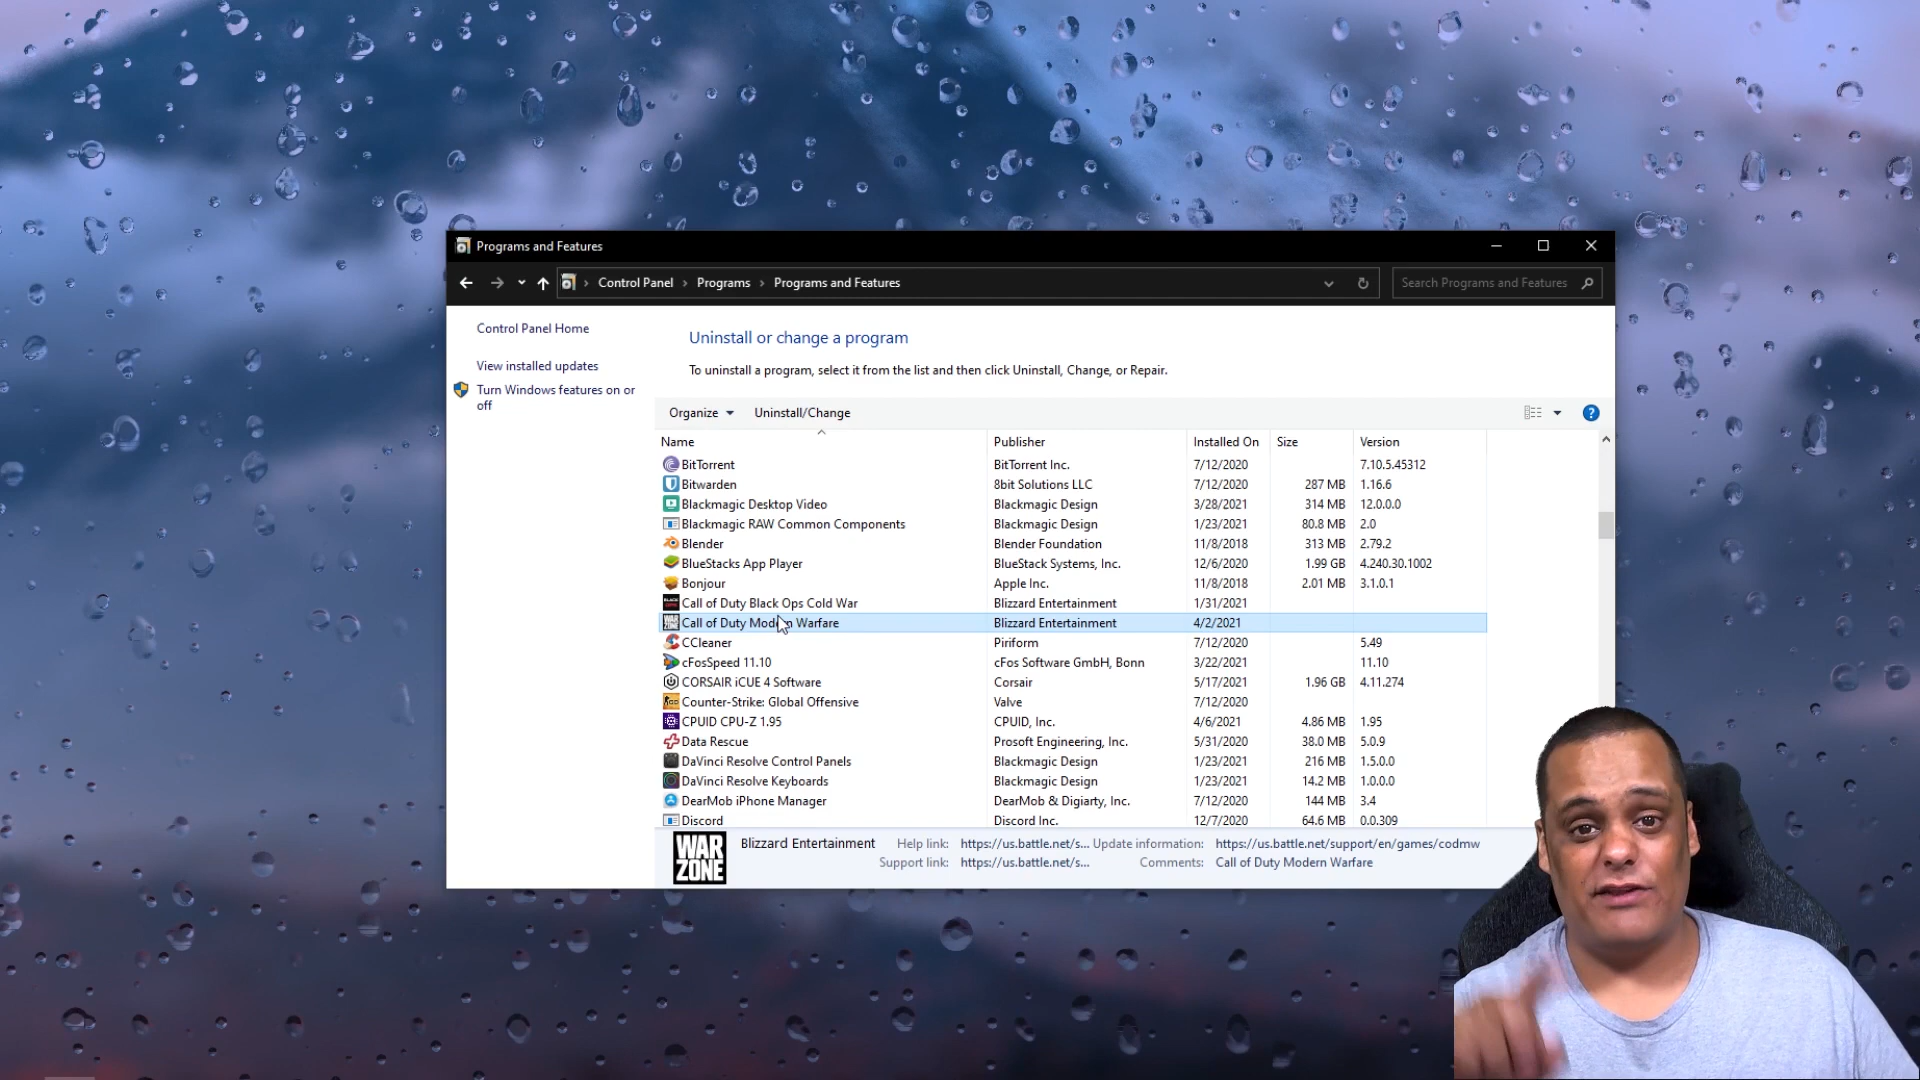 Programs and Features
Control Panel > Programs > Programs and Features
Search Programs and Features
Control Panel Home
View installed updates
Turn Windows features on or
off
Uninstall or change a program
To uninstall a program, select it from the list and then click Uninstall, Change, or Repair.
Organize Uninstall/Change
Name Publisher Installed On Size Version
BitTorrent BitTorrent Inc. 7/12/2020 7.10.5.45312
Bitwarden 8bit Solutions LLC 7/12/2020 287 MB 1.16.6
Blackmagic Desktop Video Blackmagic Design 3/28/2021 314 MB 12.0.0.0
Blackmagic RAW Common Components Blackmagic Design 1/23/2021 80.8 MB 2.0
Blender Blender Foundation 11/8/2018 313 MB 2.79.2
BlueStacks App Player BlueStack Systems, Inc. 12/6/2020 1.99 GB 4.240.30.1002
Bonjour Apple Inc. 11/8/2018 2.01 MB 3.1.0.1
Call of Duty Black Ops Cold War Blizzard Entertainment 1/31/2021
Call of Duty Modern Warfare Blizzard Entertainment 4/2/2021
CCleaner Piriform 7/12/2020 5.49
cFosSpeed 11.10 cFos Software GmbH, Bonn 3/22/2021 11.10
CORSAIR iCUE 4 Software Corsair 5/17/2021 1.96 GB 4.11.274
Counter-Strike: Global Offensive Valve 7/12/2020
CPUID CPU-Z 1.95 CPUID, Inc. 4/6/2021 4.86 MB 1.95
Data Rescue Prosoft Engineering, Inc. 5/31/2020 38.0 MB 5.0.9
DaVinci Resolve Control Panels Blackmagic Design 1/23/2021 216 MB 1.5.0.0
DaVinci Resolve Keyboards Blackmagic Design 1/23/2021 14.2 MB 1.0.0.0
DearMob iPhone Manager DearMob & Digiarty, Inc. 7/12/2020 144 MB 3.4
Discord Discord Inc. 12/7/2020 64.6 MB 0.0.309
WAR
ZONE
Blizzard Entertainment Help link: https://us.battle.net/s... Update information: https://us.battle.net/support/en/games/codmw
Support link: https://us.battle.net/s... Comments: Call of Duty Modern Warfare